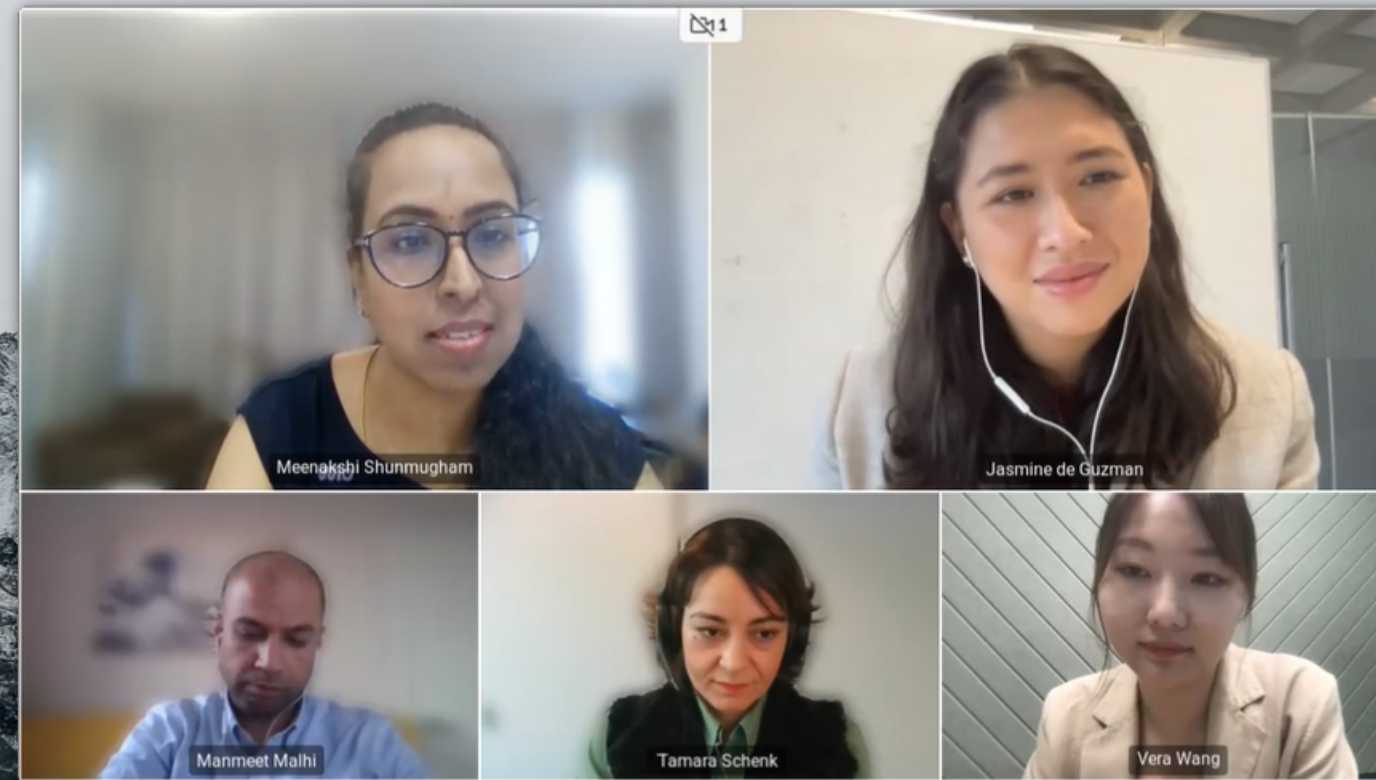 1
Meenakshi Shunmugham
Jasmine de Guzman
Manmeet Malhi
Tamara Schenk
Vera Wang